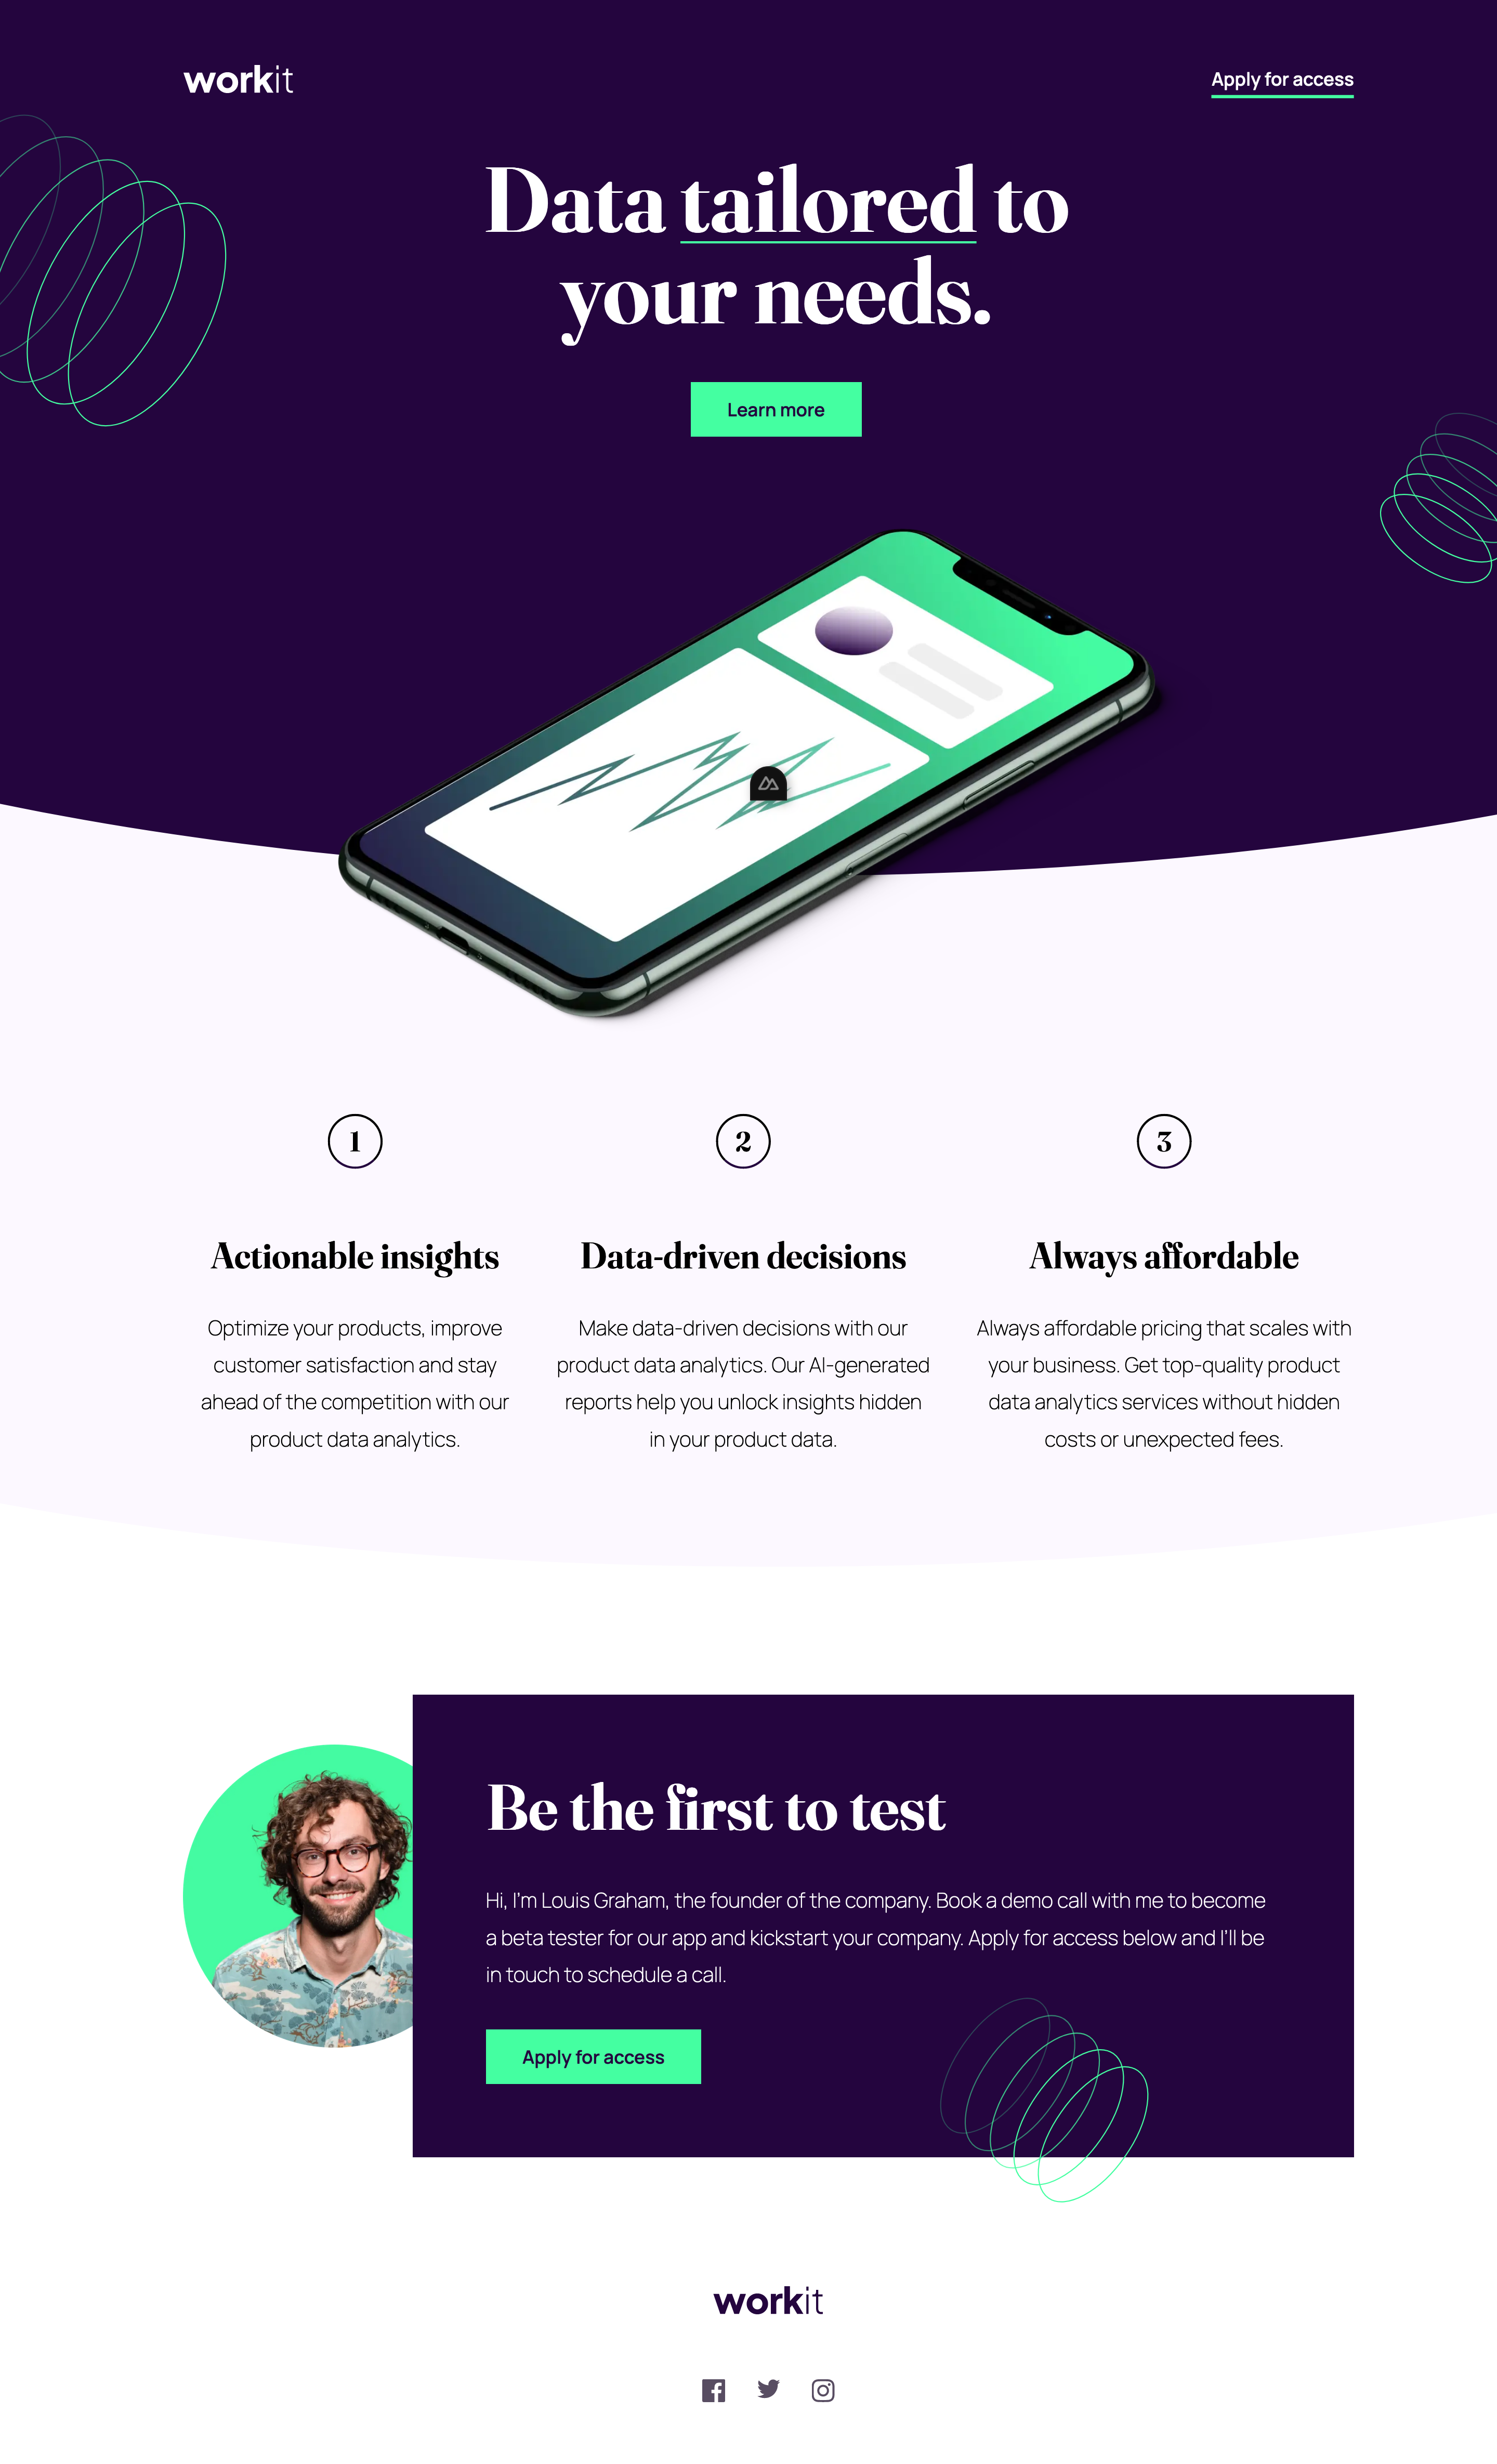 workit
Apply for access
Data tailored to
your needs.
Learn more
1
Actionable insights
Optimize your products, improve
customer satisfaction and stay
ahead of the competition with our
product data analytics.
2
Data-driven decisions
Make data-driven decisions with our
product data analytics. Our AI-generated
reports help you unlock insights hidden
in your product data.
3
Always affordable
Always affordable pricing that scales with
your business. Get top-quality product
data analytics services without hidden
costs or unexpected fees.
Be the first to test
Hi, I'm Louis Graham, the founder of the company. Book a demo call with me to become
a beta tester for our app and kickstart your company. Apply for access below and I'll be
in touch to schedule a call.
Apply for access
workit